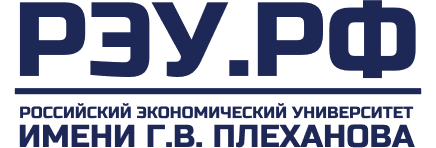 РЭУ.РФ
РОССИЙСКИЙ ЭКОНОМИЧЕСКИЙ УНИВЕРСИТЕТ
ИМЕНИ Г.В. ПЛЕХАНОВА